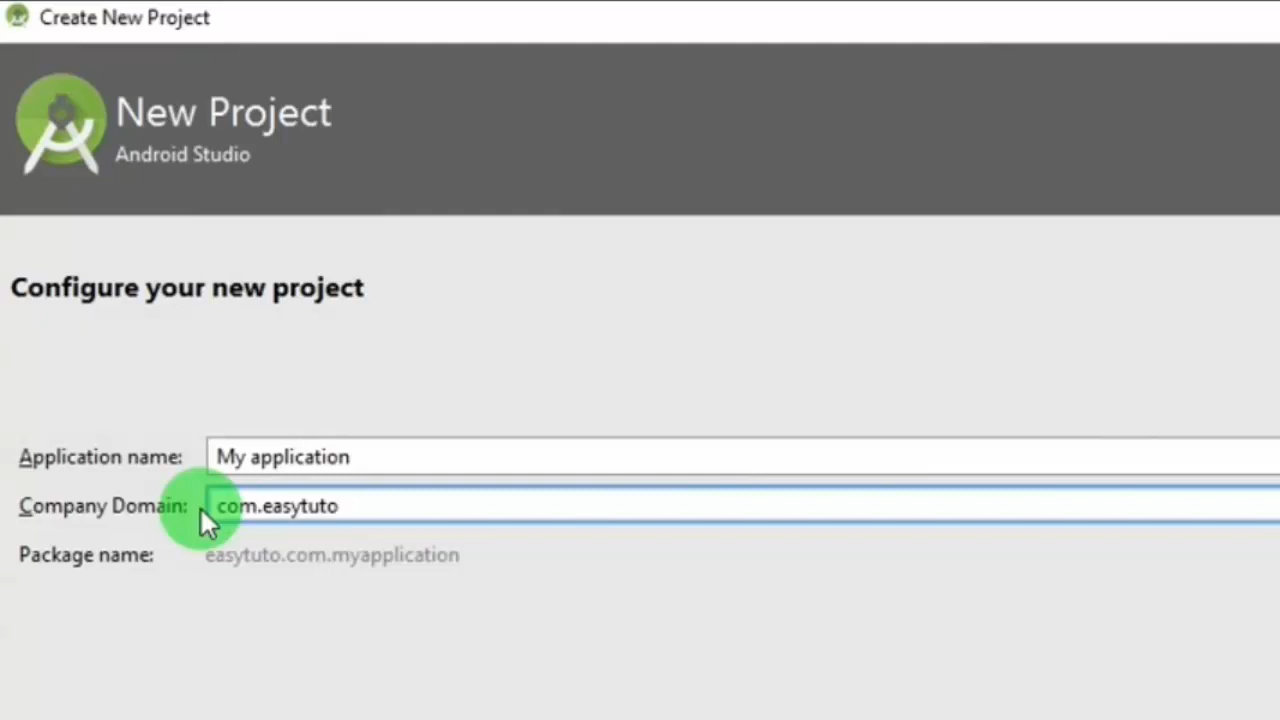 Create New Project
New Project
Android Studio
Configure your new project
Application name: My application
Company Domain: com.easytuto
Package name: easytuto.com.myapplication